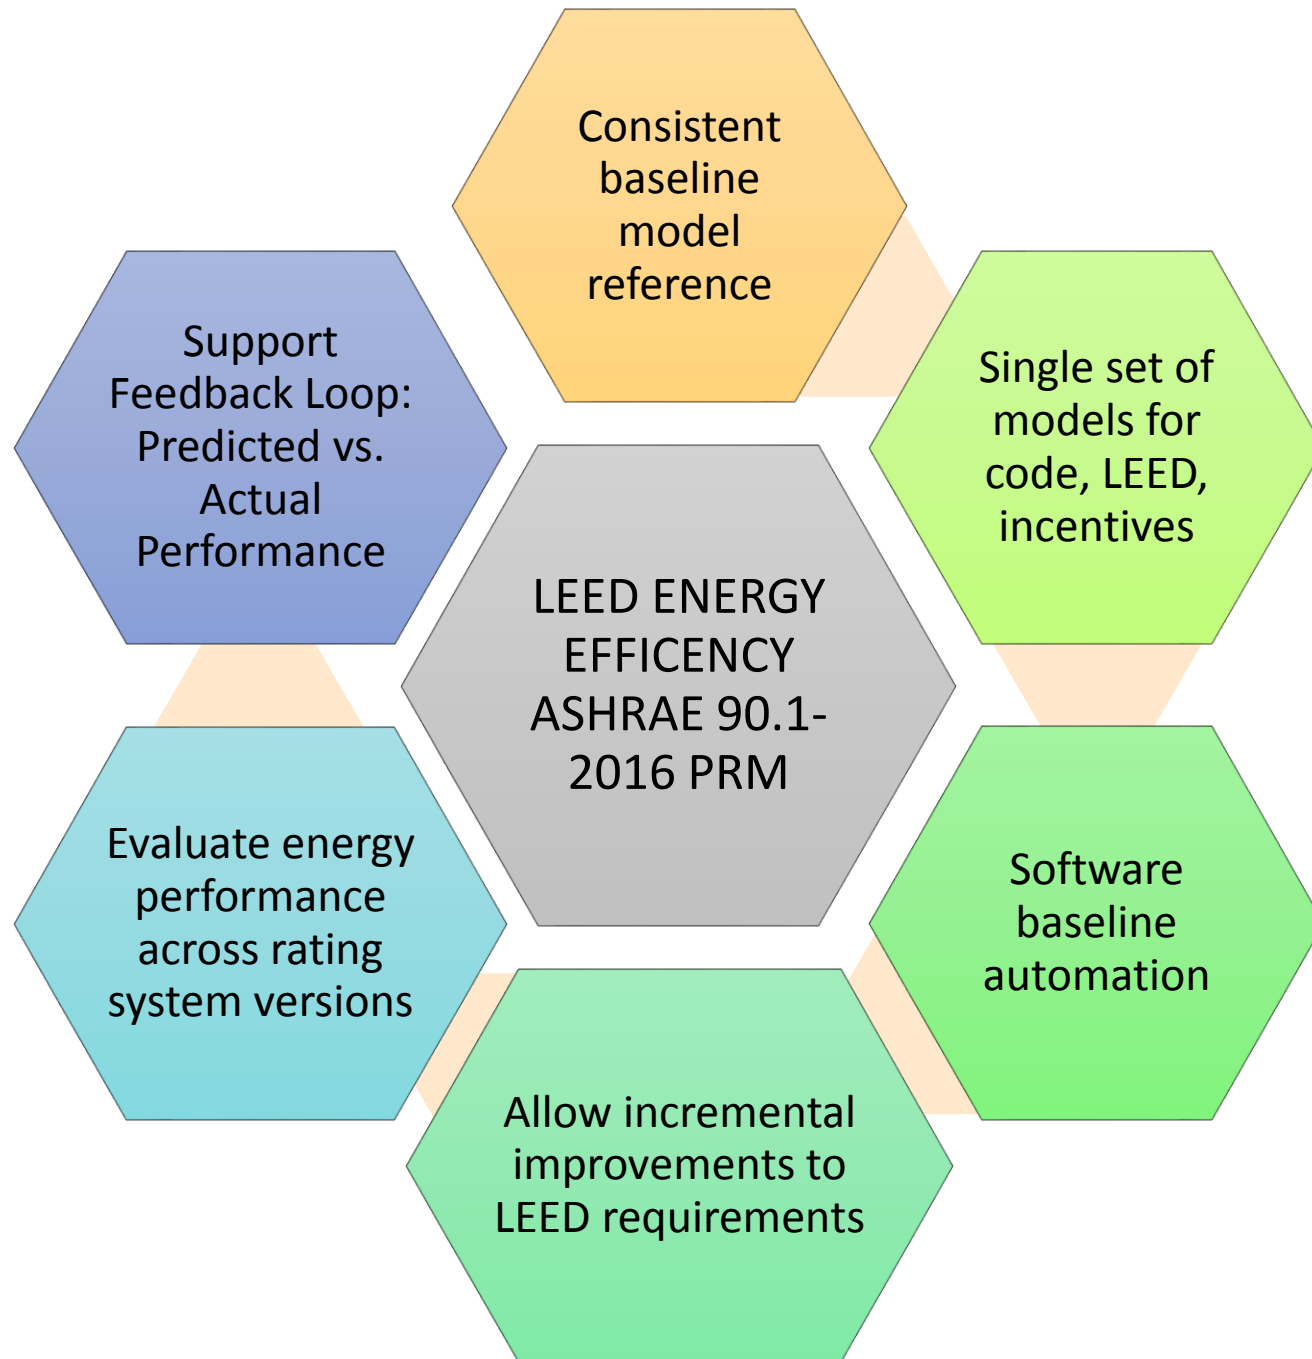 Consistent
baseline
model
reference
Single set of
models for
code, LEED,
incentives
Software
baseline
automation
Allow incremental
improvements to
LEED requirements
Evaluate energy
performance
across rating
system versions
Support
Feedback Loop:
Predicted vs.
Actual
Performance
LEED ENERGY
EFFICENCY
ASHRAE 90.1-
2016 PRM